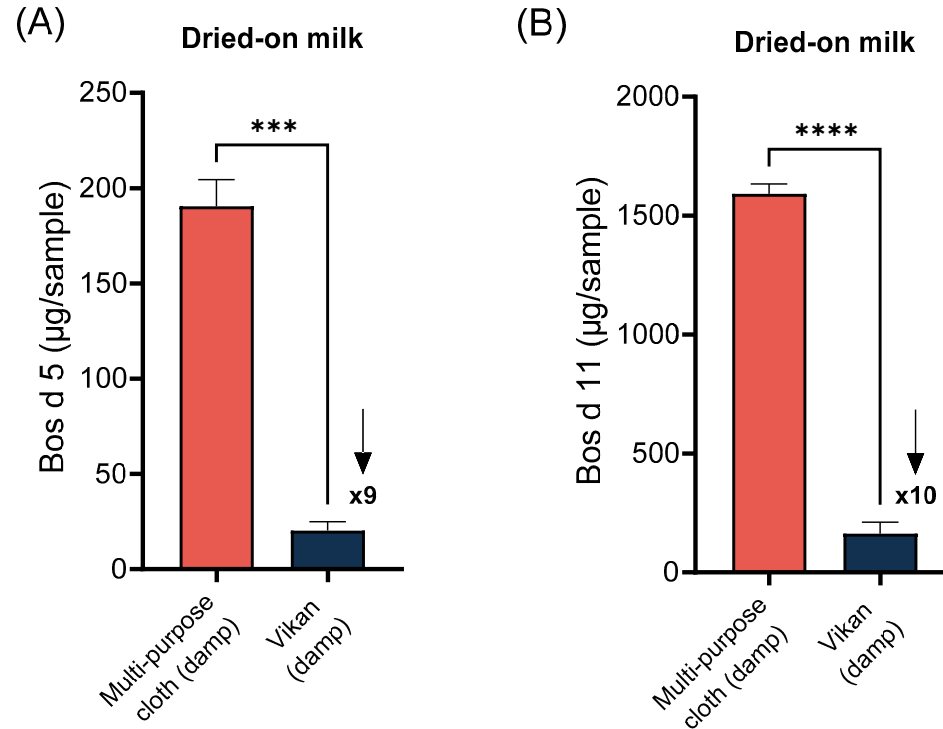 (A)
Dried-on milk
Bos d 5 (µg/sample)
250
200
150
100
50
0
***
x9
Multi-purpose
cloth (damp)
Vikan
(damp)
(B)
Dried-on milk
Bos d 11 (µg/sample)
2000
1500
1000
500
0
****
x10
Multi-purpose
cloth (damp)
Vikan
(damp)